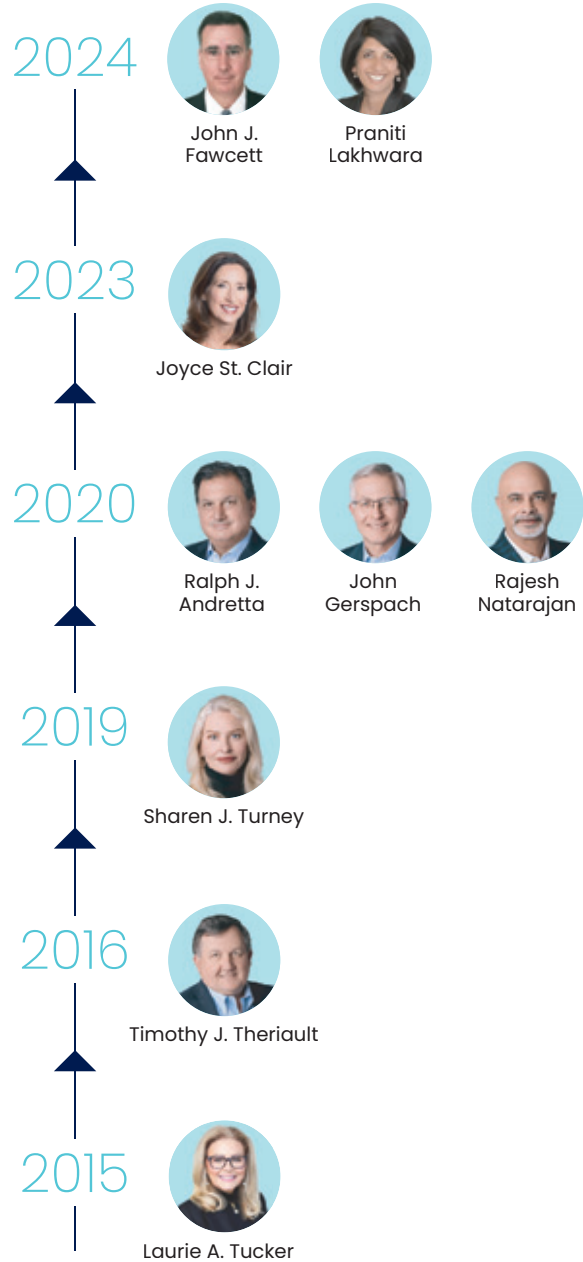 2024
John J.
Fawcett
Praniti
Lakhwara
2023
Joyce St. Clair
2020
Ralph J.
Andretta
John
Gerspach
Rajesh
Natarajan
2019
Sharen J. Turney
2016
Timothy J. Theriault
2015
Laurie A. Tucker